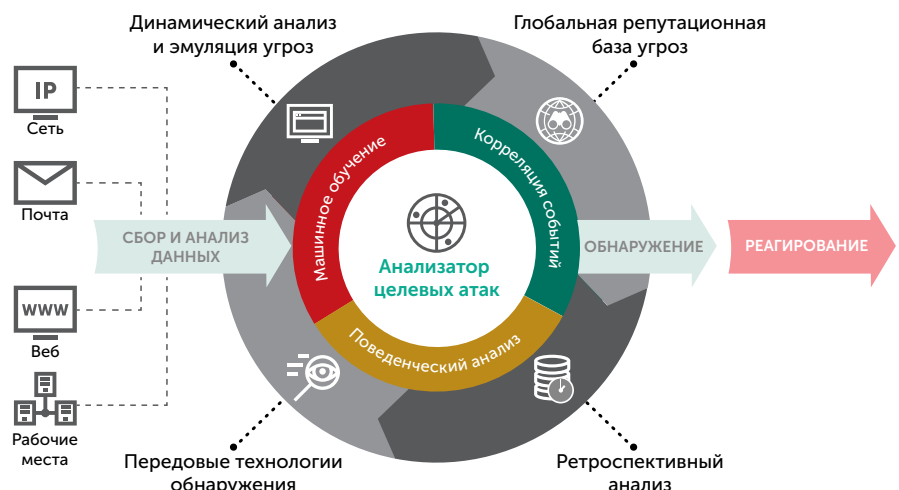 Динамический анализ
и эмуляция угроз
Глобальная репутационная
база угроз
IP
Сеть
Почта
www
Веб
Рабочие
места
СБОР И АНАЛИЗ
ДАННЫХ
Машинное обучение
Корреляция событий
Поведенческий анализ
Анализатор
целевых атак
ОБНАРУЖЕНИЕ
РЕАГИРОВАНИЕ
Передовые технологии
обнаружения
Ретроспективный
анализ